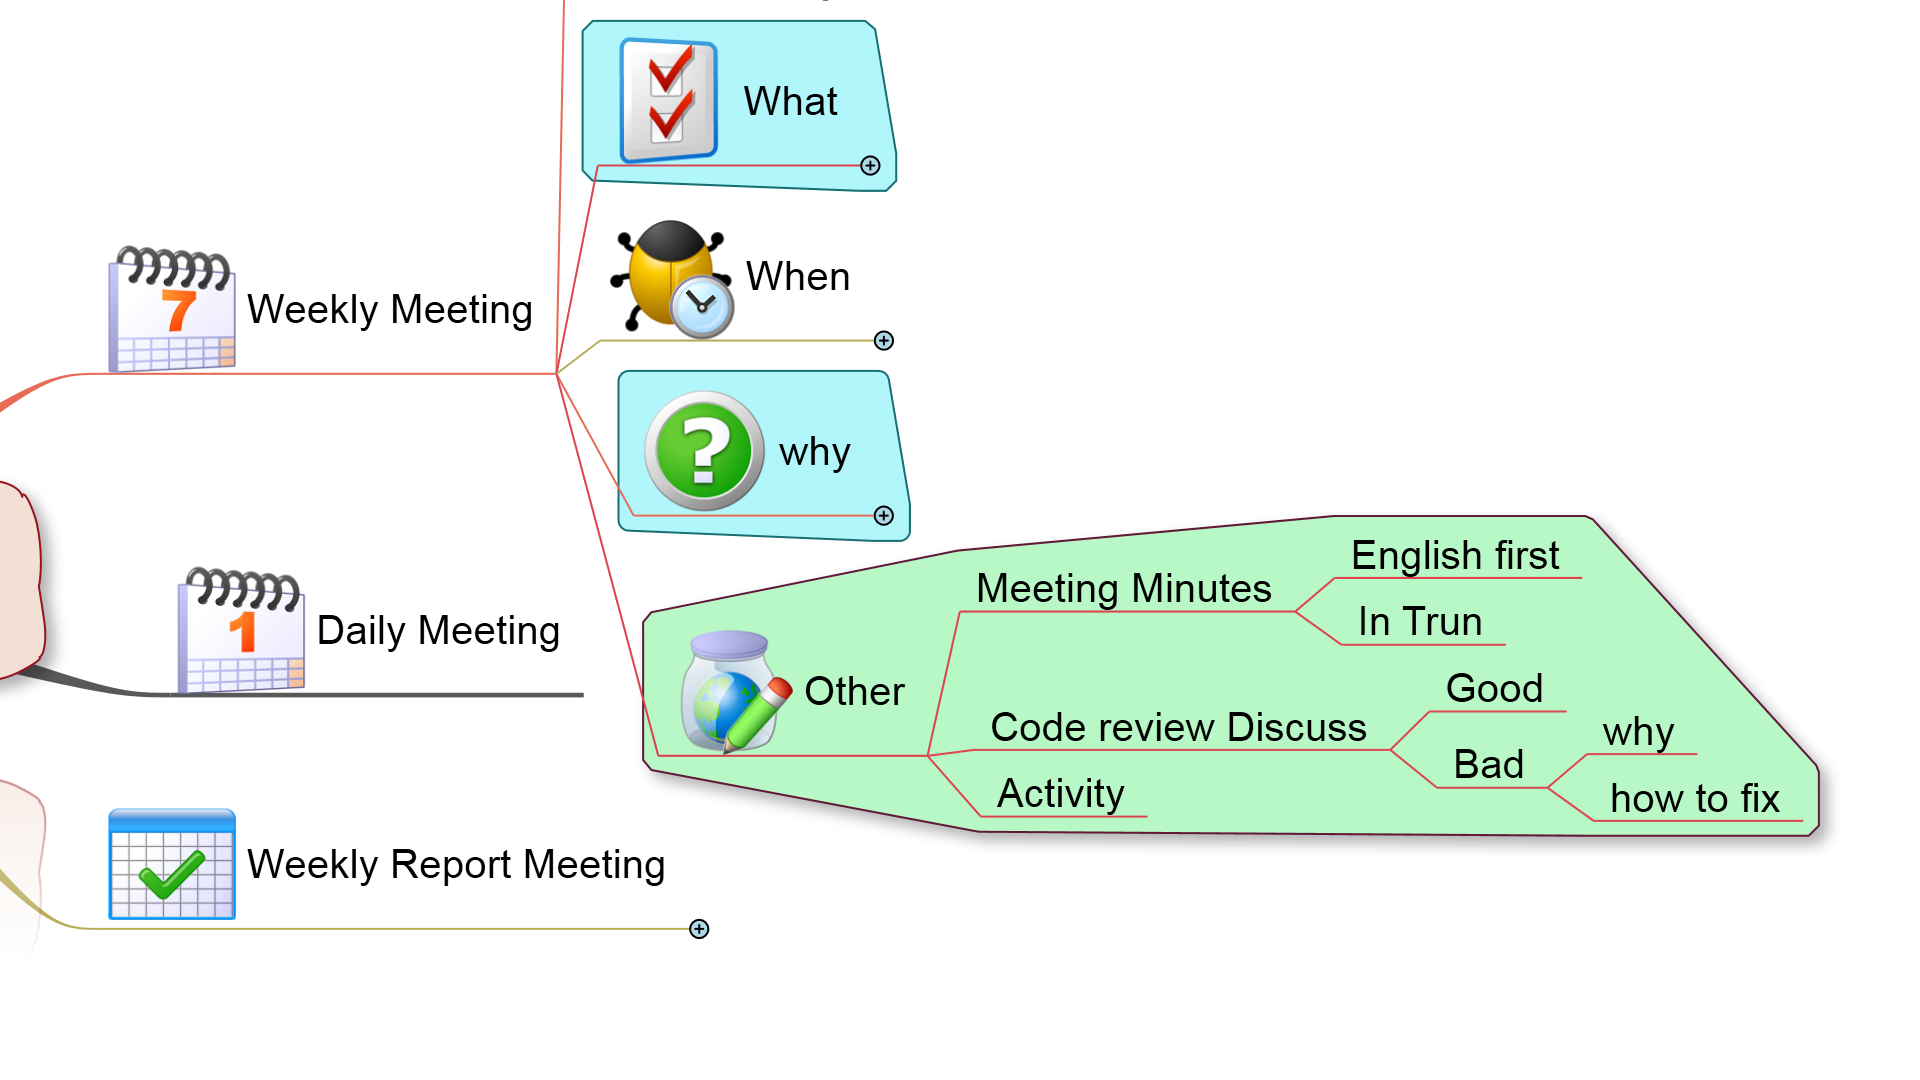 What
When
7
Weekly Meeting
?
why
English first
Meeting Minutes
In Trun
1
Daily Meeting
Other
Good
Code review Discuss
why
Bad
Activity
how to fix
Weekly Report Meeting